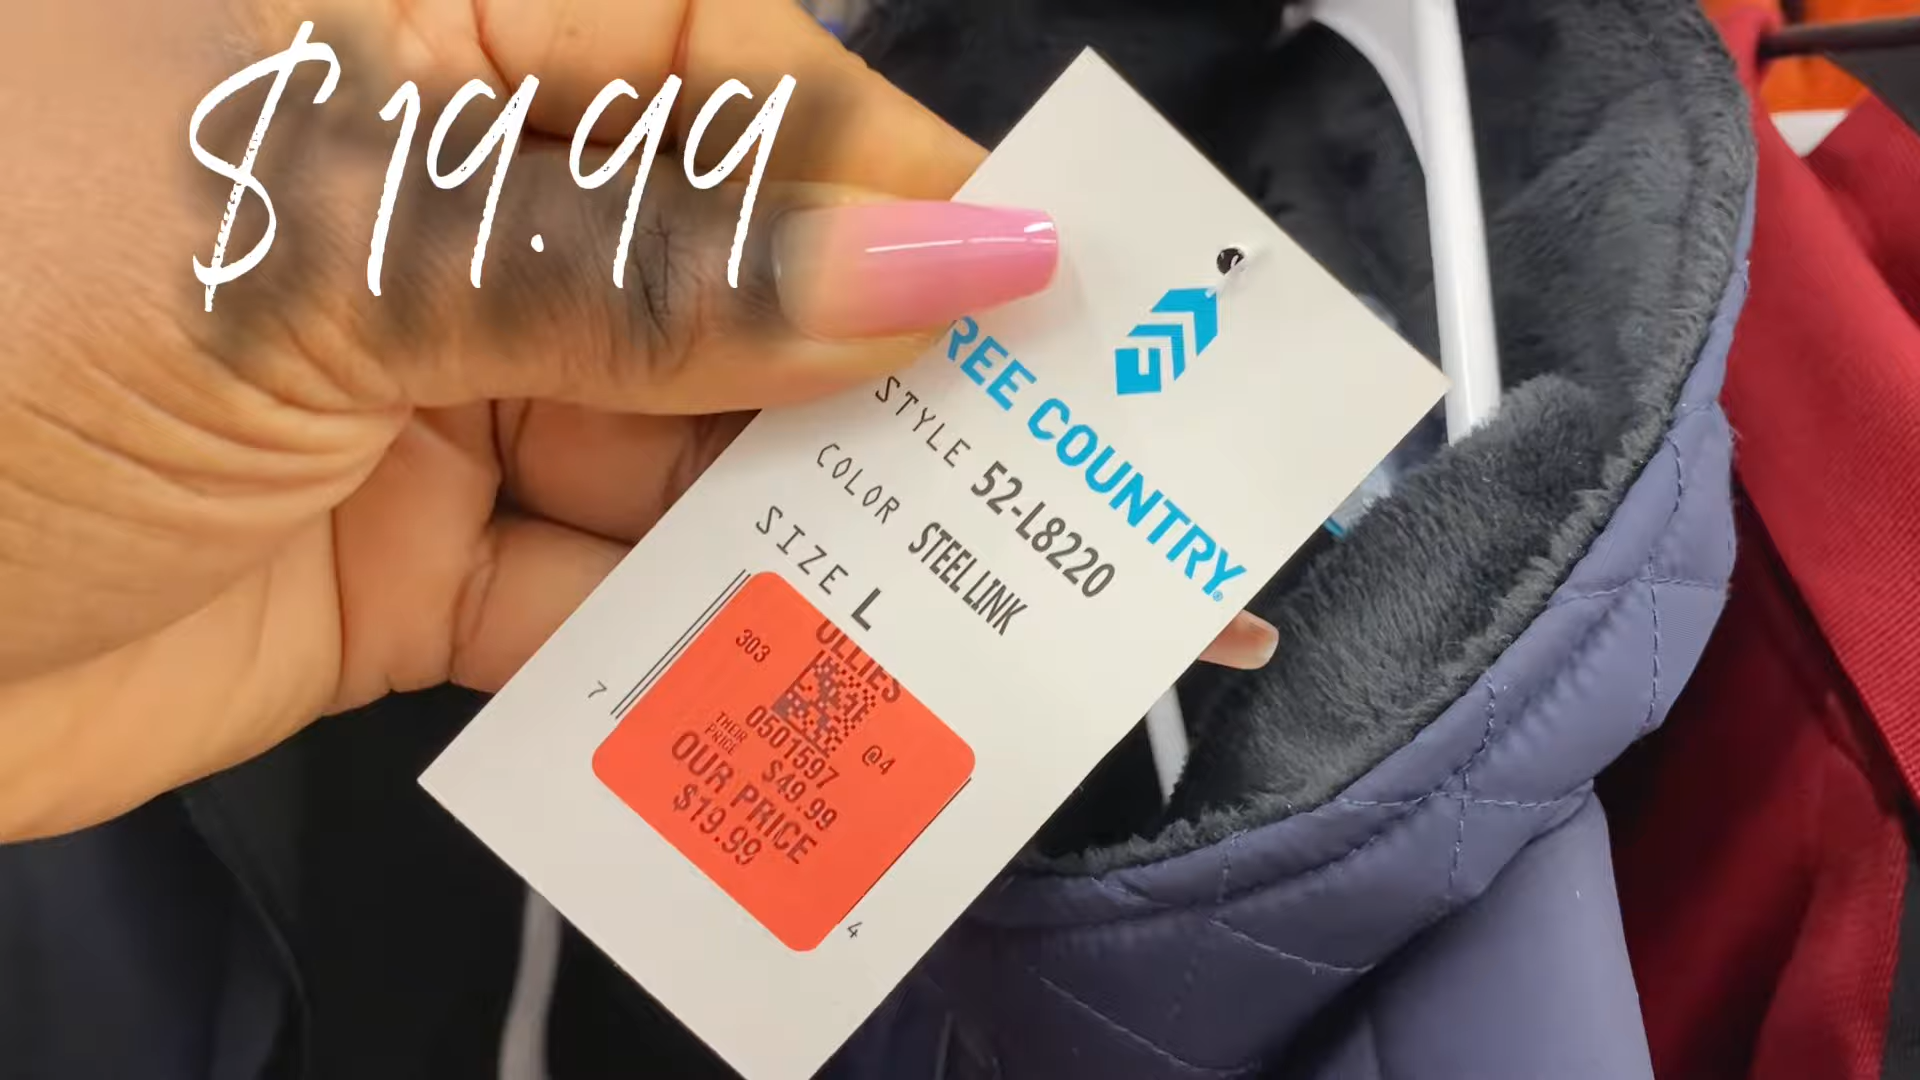 $19.99
REE COUNTRY®
STYLE 52-L8220
COLOR STEEL INK
SIZE L
OLLIES
303
@4
0501597
THEIR PRICE $49.99
OUR PRICE
$19.99
7
4